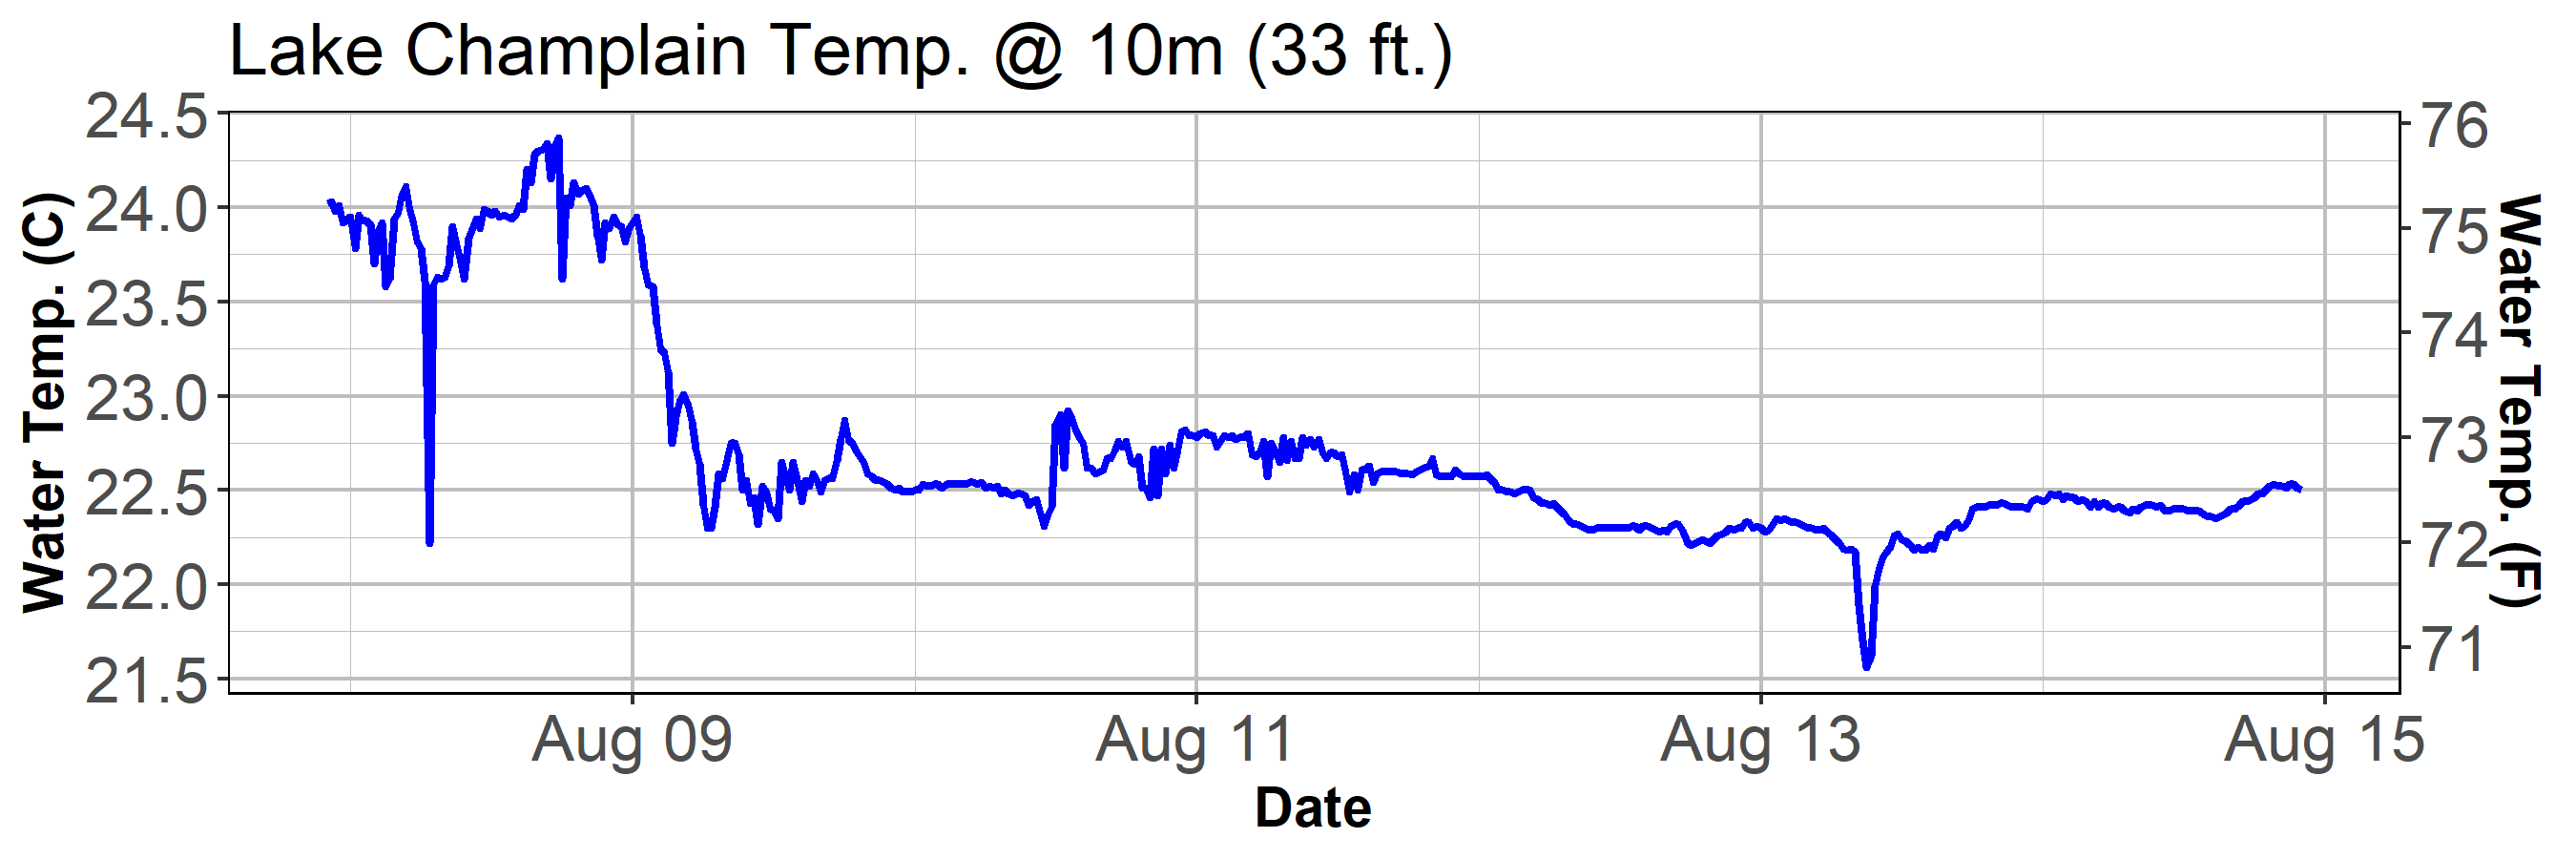 Lake Champlain Temp. @ 10m (33 ft.)
24.5
24.0
23.5
23.0
22.5
22.0
21.5
Water Temp. (C)
76
75
74
73
72
71
Water Temp. (F)
Aug 09 Aug 11 Aug 13 Aug 15
Date